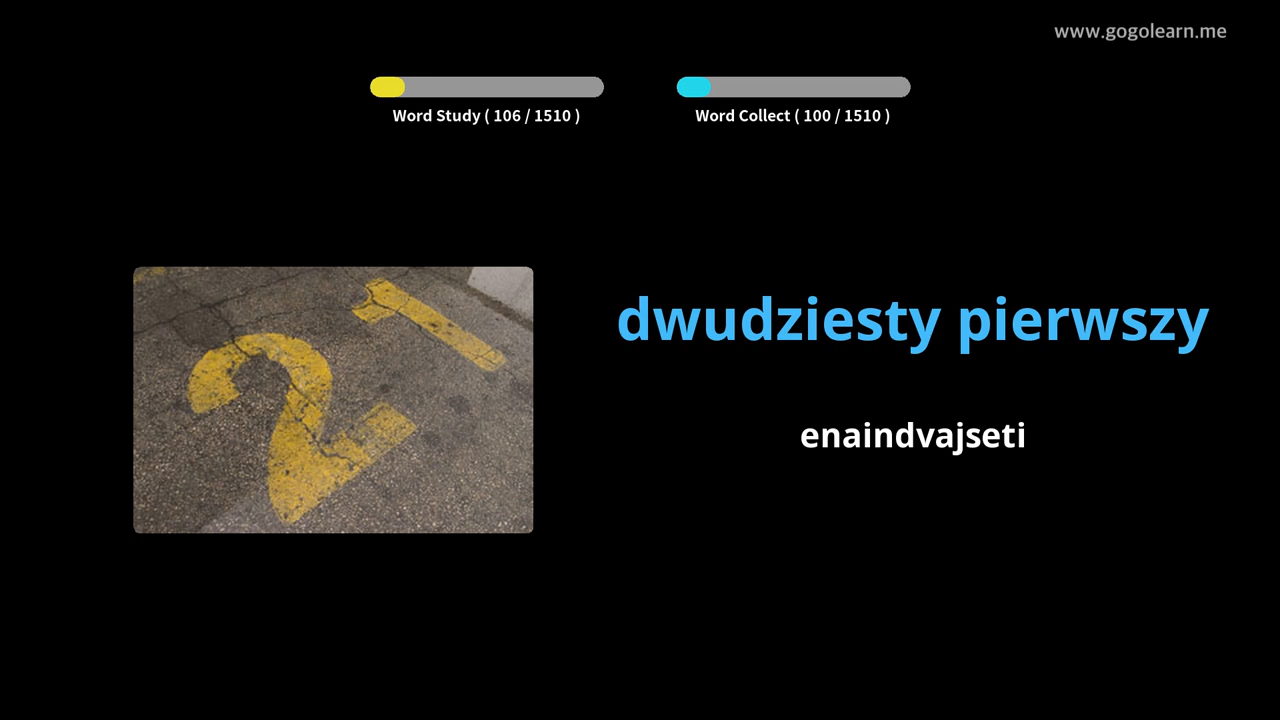 www.gogolearn.me
Word Study ( 106 / 1510 )
Word Collect ( 100 / 1510 )
21
dwudziesty pierwszy
enaindvajseti